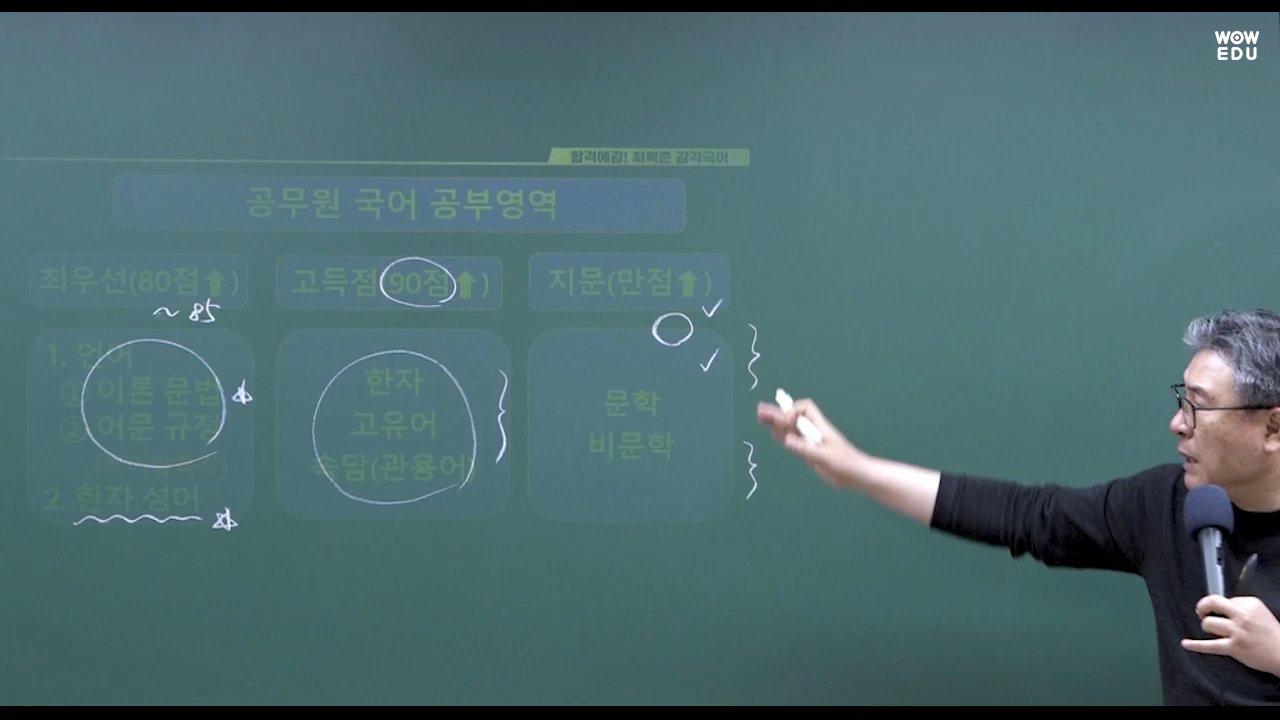 WOW
EDU
합격예감! 최욱춘 감각국어
공무원 국어 공부영역
최우선(80점⬆)
고득점(90점⬆)
지문(만점⬆)
~ 85
1. 언어
① 이론 문법
② 어문 규정
2. 한자 성어
한자
고유어
속담(관용어)
문학
비문학